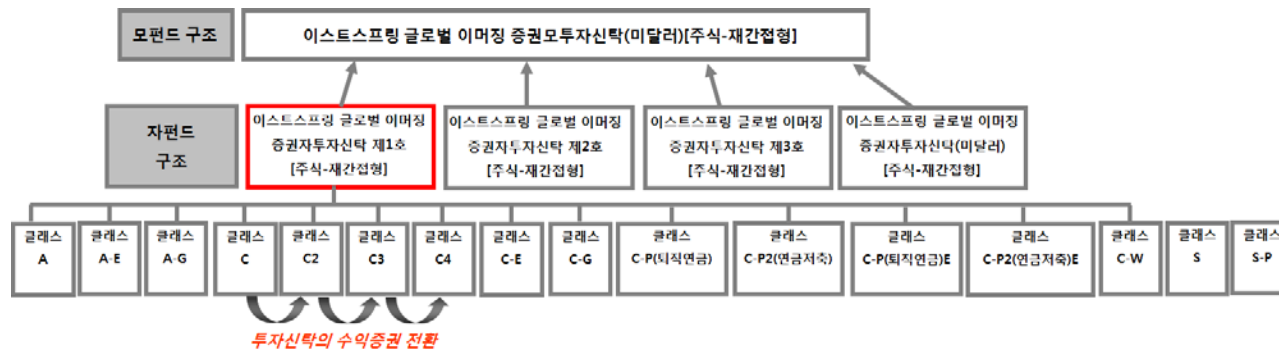 모펀드 구조
이스트스프링 글로벌 이머징 증권모투자신탁(미달러)[주식-재간접형]
자펀드
구조
이스트스프링 글로벌 이머징
증권자투자신탁 제1호
[주식-재간접형]
이스트스프링 글로벌 이머징
증권자투자신탁 제2호
[주식-재간접형]
이스트스프링 글로벌 이머징
증권자투자신탁 제3호
[주식-재간접형]
이스트스프링 글로벌 이머징
증권자투자신탁(미달러)
[주식-재간접형]
클래스
A
클래스
A-E
클래스
A-G
클래스
C
클래스
C2
클래스
C3
클래스
C4
클래스
C-E
클래스
C-G
클래스
C-P(퇴직연금)
클래스
C-P2(연금저축)
클래스
C-P(퇴직연금)E
클래스
C-P2(연금저축)E
클래스
C-W
클래스
S
클래스
S-P
투자신탁의 수익증권 전환